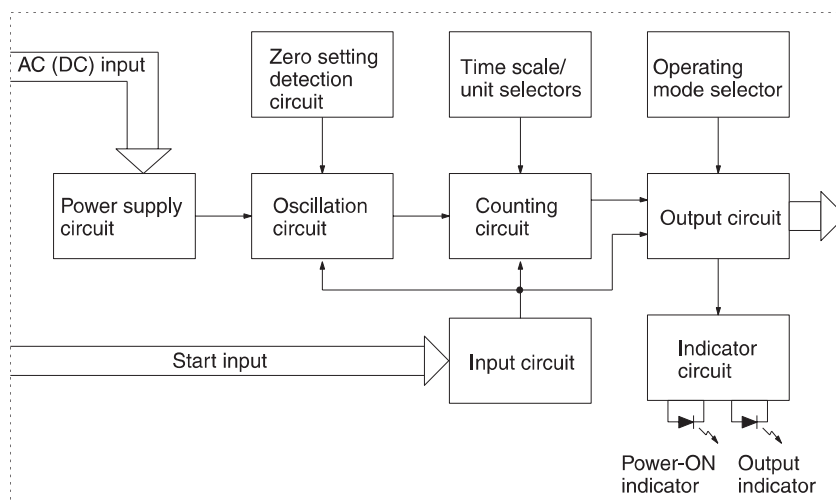 AC (DC) input
Zero setting
detection
circuit
Time scale/
unit selectors
Operating
mode selector
Power supply
circuit
Oscillation
circuit
Counting
circuit
Output circuit
Start input
Input circuit
Indicator
circuit
Power-ON
indicator
Output
indicator